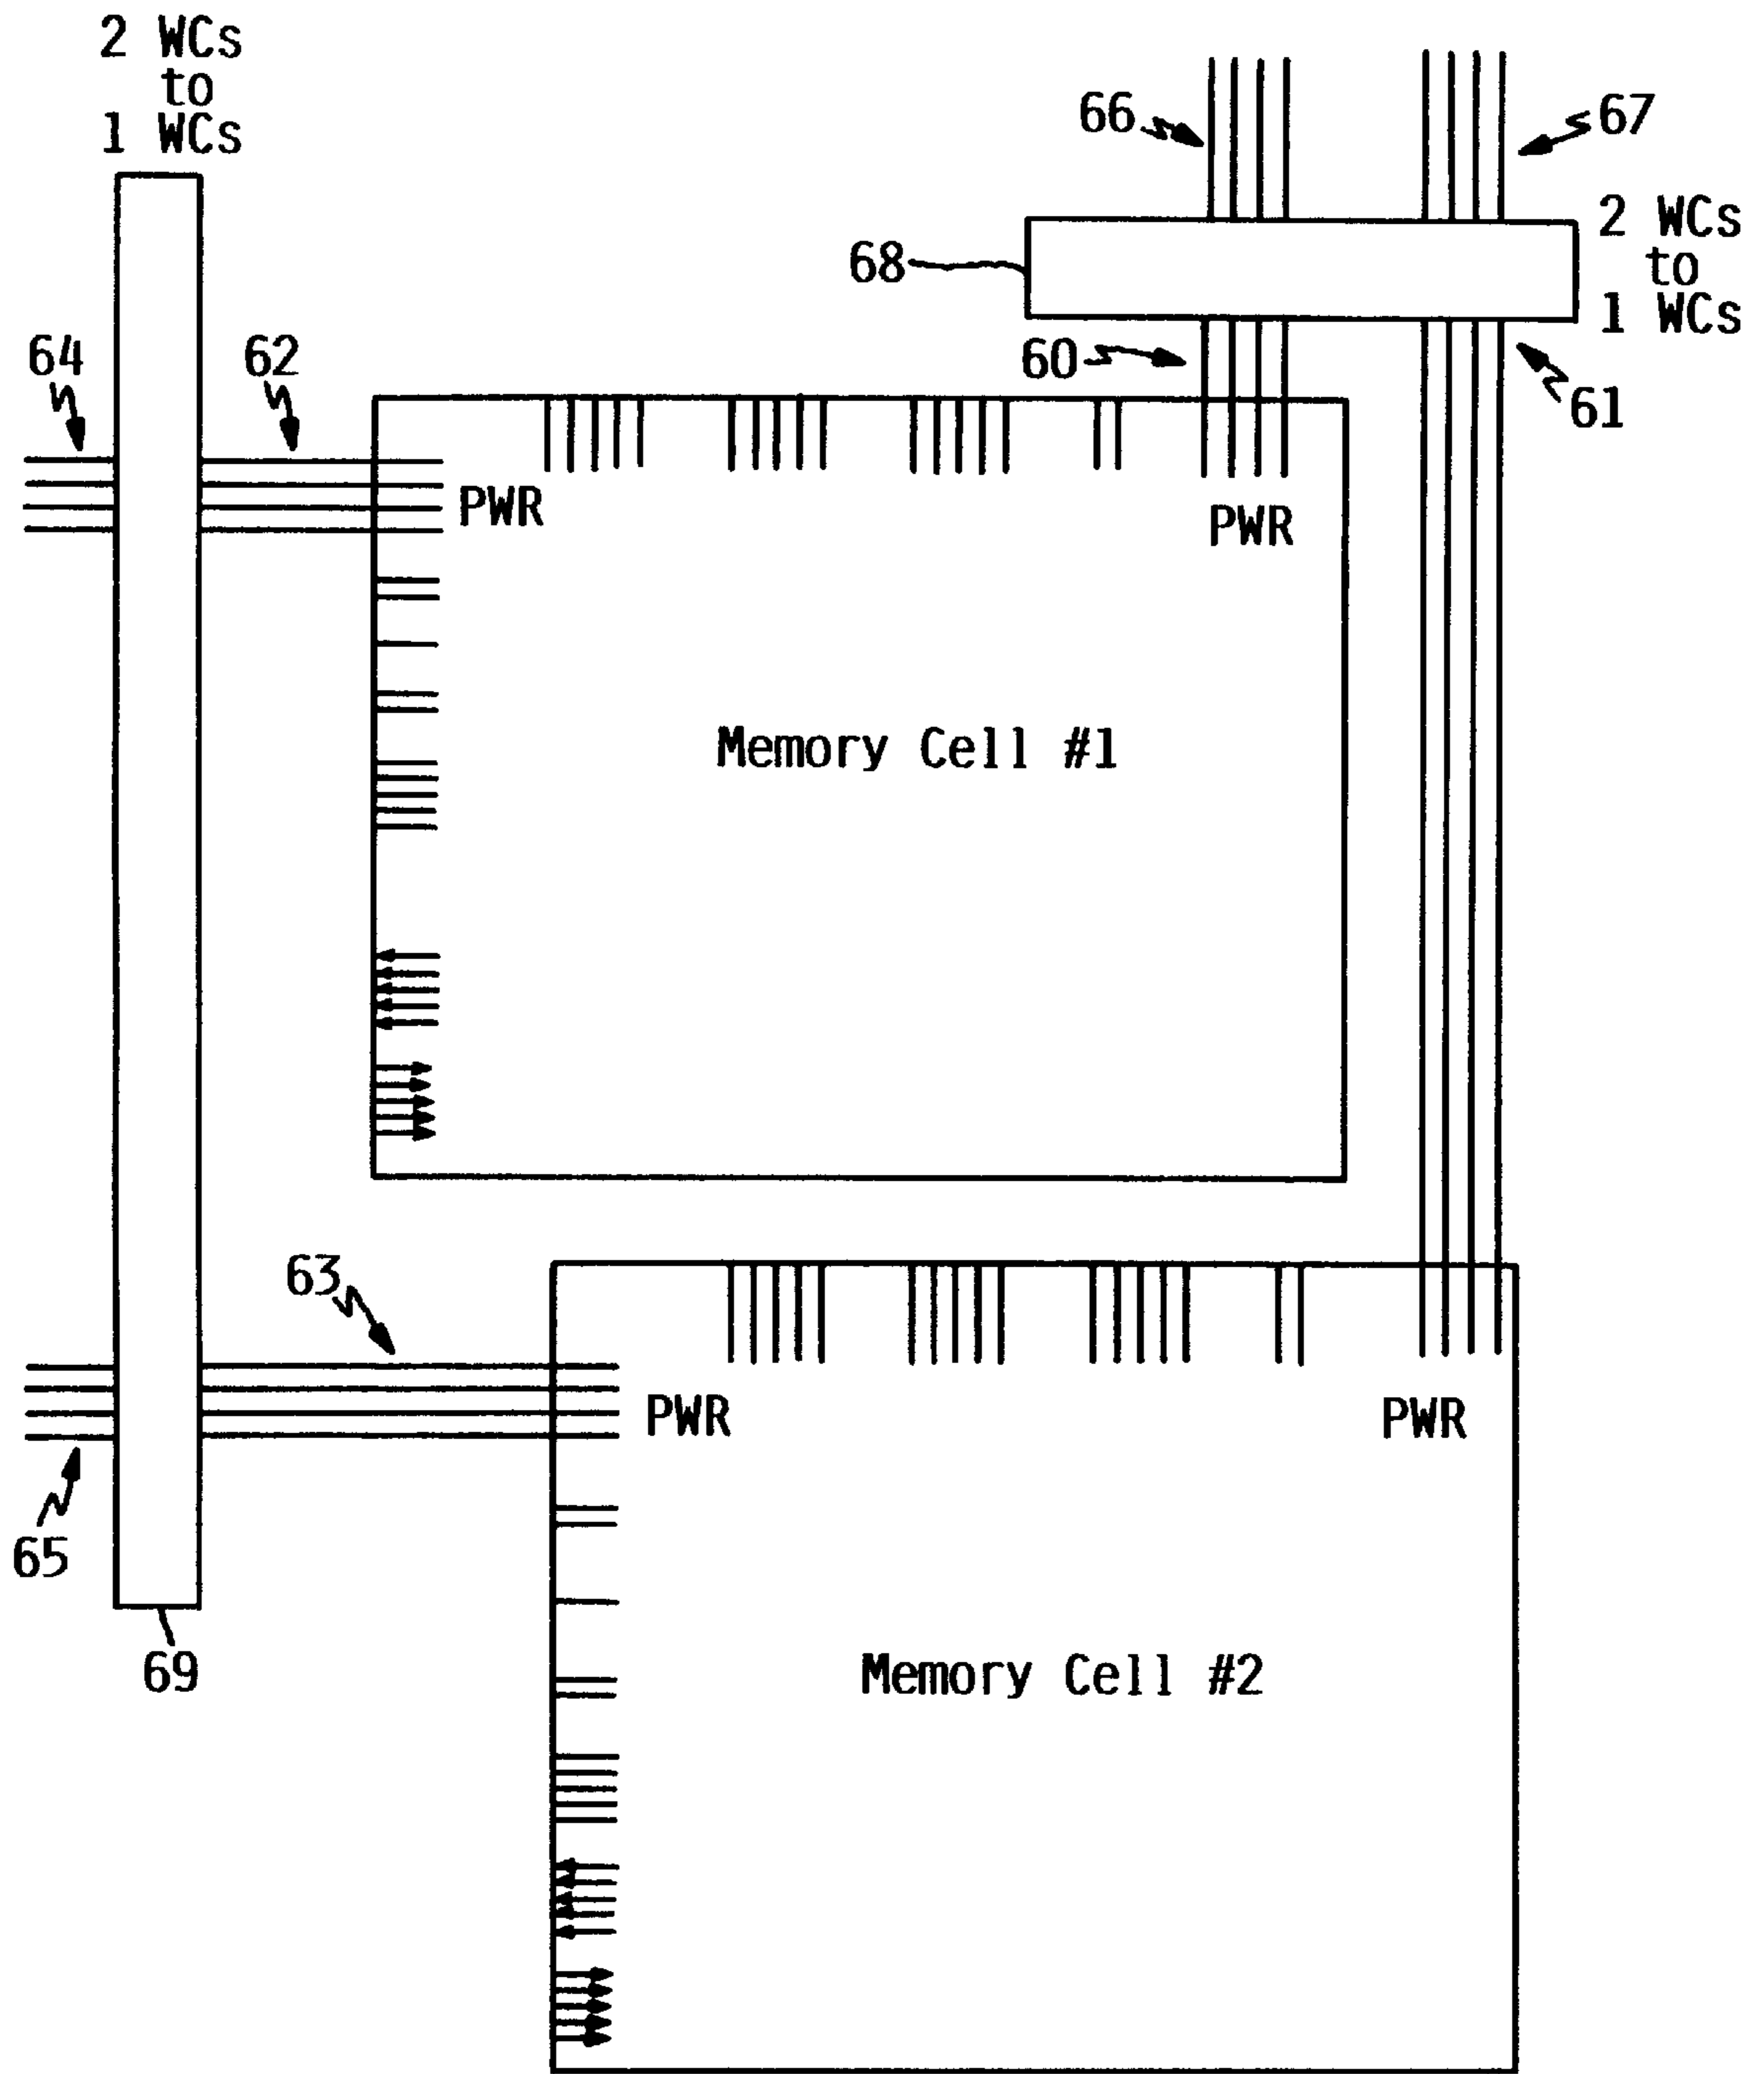 2 WCs
to
1 WCs
66
67
2 WCs
to
1 WCs
68
64
62
60
61
PWR
PWR
Memory Cell #1
63
PWR
PWR
65
69
Memory Cell #2